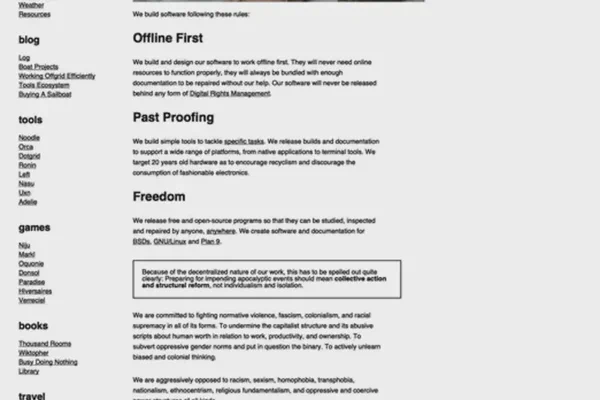 Weather
Resources
blog
Log
Boat Projects
Working Offgrid Efficiently
Tools Ecosystem
Buying A Sailboat
tools
Noodle
Orca
Dotgrid
Ronin
Left
Nasu
Uxn
Adelie
games
Niju
Markl
Oquonie
Donsol
Paradise
Hiversaires
Verreciel
books
Thousand Rooms
Wiktopher
Busy Doing Nothing
Library
travel
We build software following these rules:
Offline First
We build and design our software to work offline first. They will never need online
resources to function properly, they will always be bundled with enough
documentation to be repaired without our help. Our software will never be released
behind any form of Digital Rights Management.
Past Proofing
We build simple tools to tackle specific tasks. We release builds and documentation
to support a wide range of platforms, from native applications to terminal tools. We
target 20 years old hardware as to encourage recyclism and discourage the
consumption of fashionable electronics.
Freedom
We release free and open-source programs so that they can be studied, inspected
and repaired by anyone, anywhere. We create software and documentation for
BSDs, GNU/Linux and Plan 9.
Because of the decentralized nature of our work, this has to be spelled out quite
clearly: Preparing for impending apocalyptic events should mean collective action
and structural reform, not individualism and isolation.
We are committed to fighting normative violence, fascism, colonialism, and racial
supremacy in all of its forms. To undermine the capitalist structure and its abusive
scripts about human worth in relation to work, productivity, and ownership. To
subvert oppressive gender norms and put in question the binary. To actively unlearn
biased and colonial thinking.
We are aggressively opposed to racism, sexism, homophobia, transphobia,
nationalism, ethnocentrism, religious fundamentalism, and oppressive and coercive